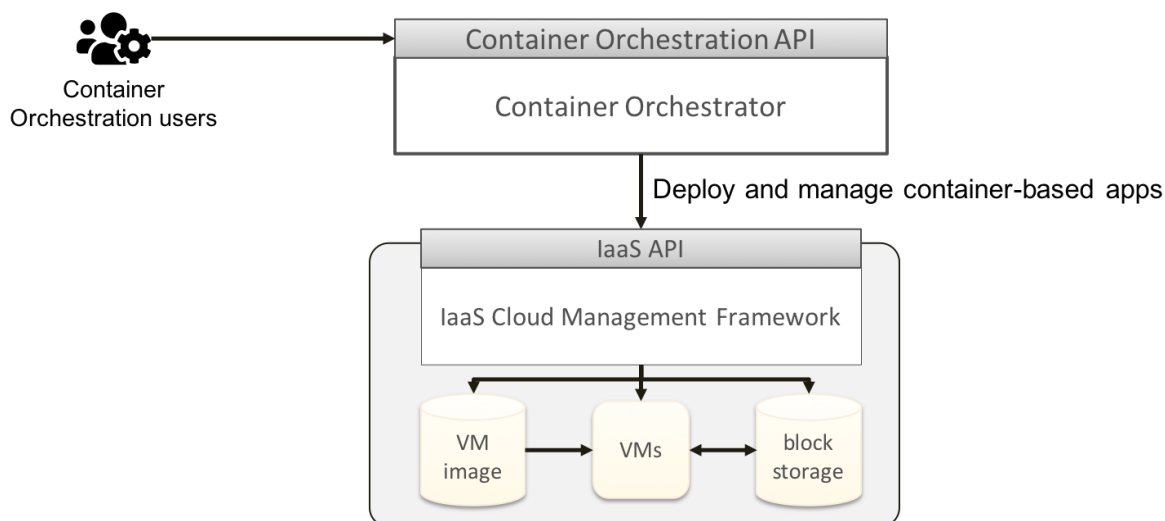 Container Orchestration API
Container
Orchestration users
Container Orchestrator
Deploy and manage container-based apps
IaaS API
IaaS Cloud Management Framework
VM
image
VMs
block
storage